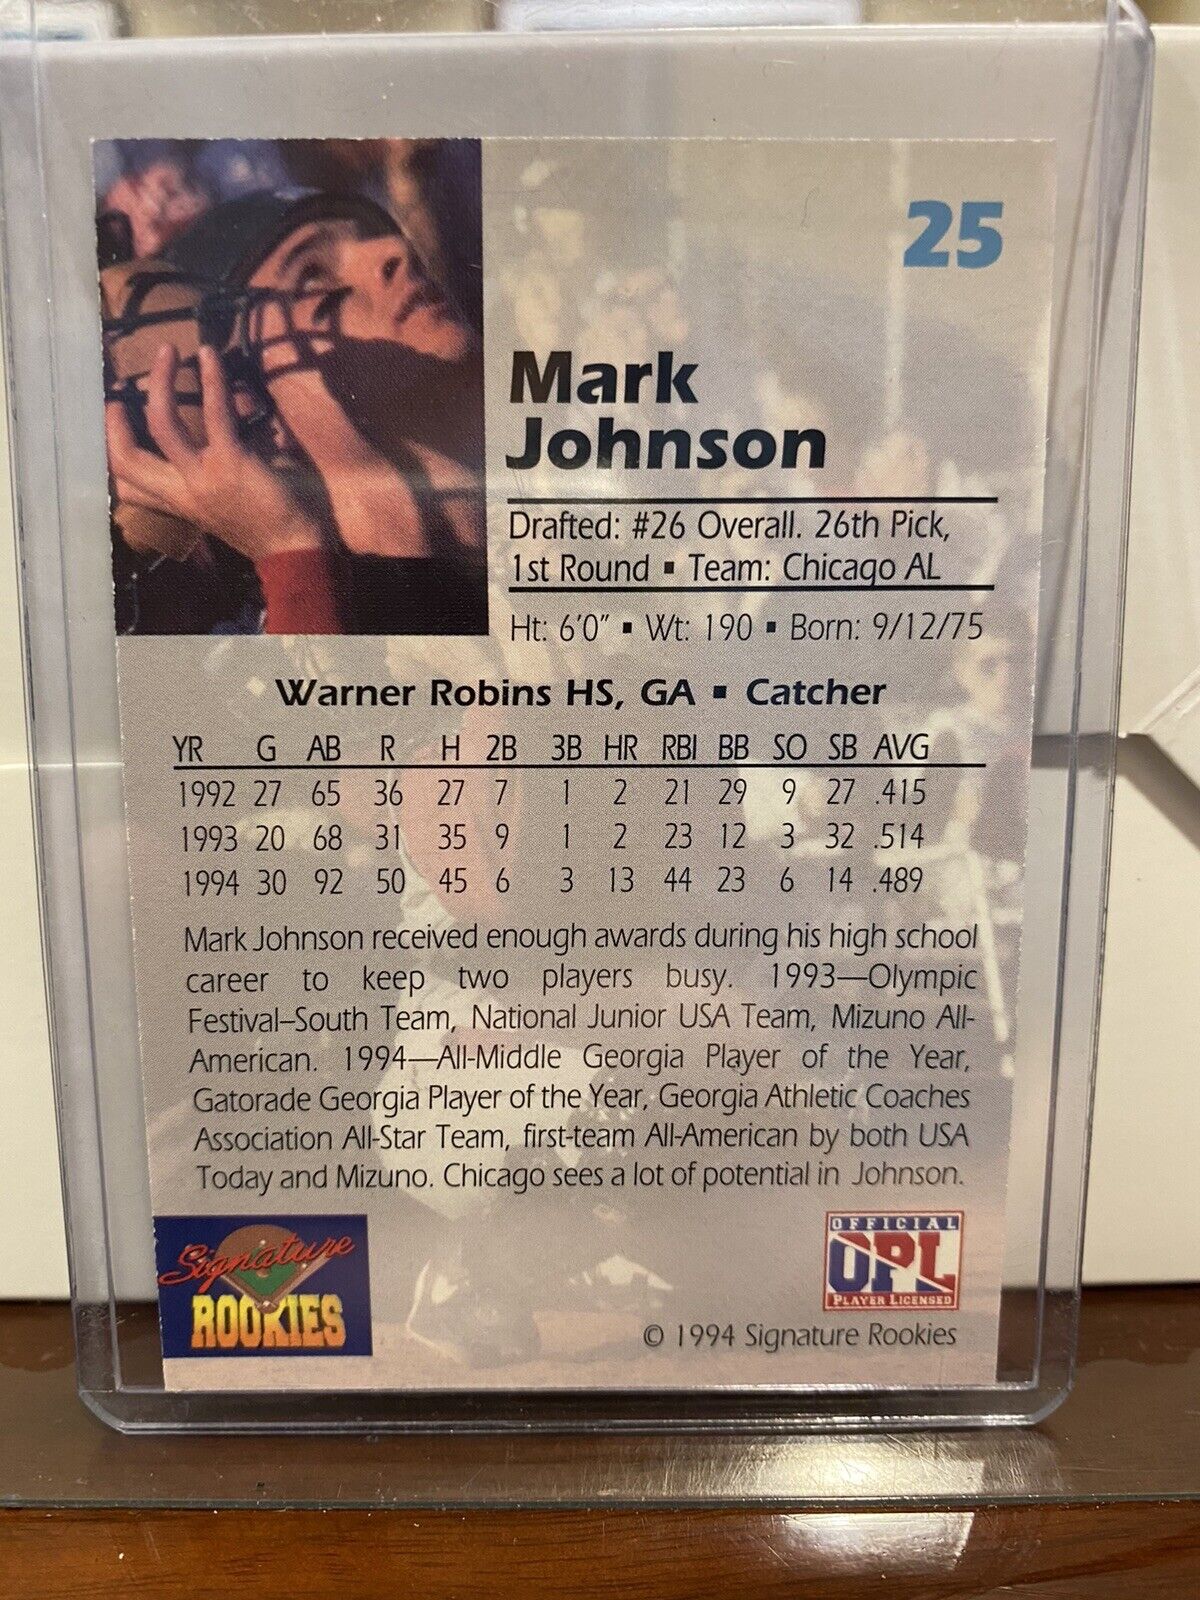 25
Mark
Johnson
Drafted: #26 Overall. 26th Pick,
1st Round ▪ Team: Chicago AL
Ht: 6'0" ▪ Wt: 190 ▪ Born: 9/12/75
Warner Robins HS, GA ▪ Catcher
YR G AB R H 2B 3B HR RBI BB SO SB AVG
1992 27 65 36 27 7 1 2 21 29 9 27 .415
1993 20 68 31 35 9 1 2 23 12 3 32 .514
1994 30 92 50 45 6 3 13 44 23 6 14 .489
Mark Johnson received enough awards during his high school
career to keep two players busy. 1993—Olympic
Festival–South Team, National Junior USA Team, Mizuno All-
American. 1994—All-Middle Georgia Player of the Year,
Gatorade Georgia Player of the Year, Georgia Athletic Coaches
Association All-Star Team, first-team All-American by both USA
Today and Mizuno. Chicago sees a lot of potential in Johnson.
Signature
ROOKIES
OFFICIAL
OPL
PLAYER LICENSED
© 1994 Signature Rookies